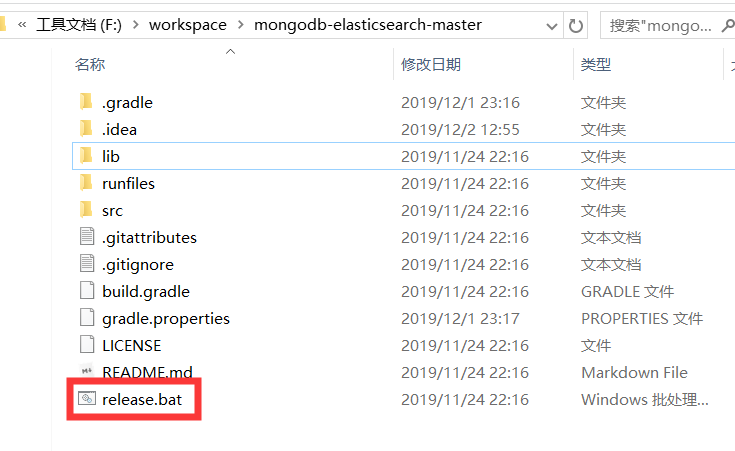 « 工具文档 (F:) › workspace › mongodb-elasticsearch-master 搜索"mongo...
名称 修改日期 类型
.gradle 2019/12/1 23:16 文件夹
.idea 2019/12/2 12:55 文件夹
lib 2019/11/24 22:16 文件夹
runfiles 2019/11/24 22:16 文件夹
src 2019/11/24 22:16 文件夹
.gitattributes 2019/11/24 22:16 文本文档
.gitignore 2019/11/24 22:16 文本文档
build.gradle 2019/11/24 22:16 GRADLE 文件
gradle.properties 2019/12/1 23:17 PROPERTIES 文件
LICENSE 2019/11/24 22:16 文件
README.md 2019/11/24 22:16 Markdown File
release.bat 2019/11/24 22:16 Windows 批处理...